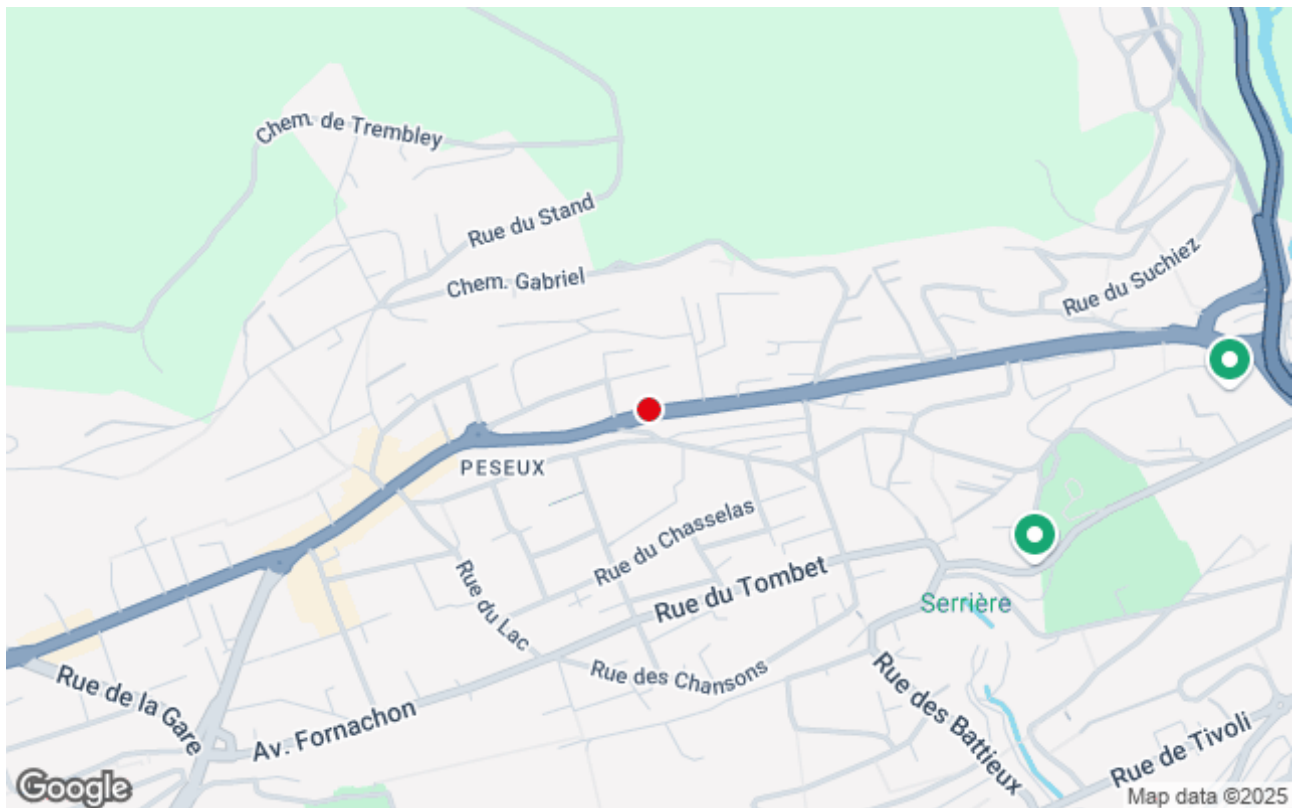 Chem. de Trembley
Rue du Stand
Chem. Gabriel
Rue du Suchiez
PESEUX
Rue du Chasselas
Rue du Tombet
Rue du Lac
Serrière
Rue des Chansons
Rue de la Gare
Av. Fornachon
Rue des Battieux
Rue de Tivoli
Google
Map data ©2025